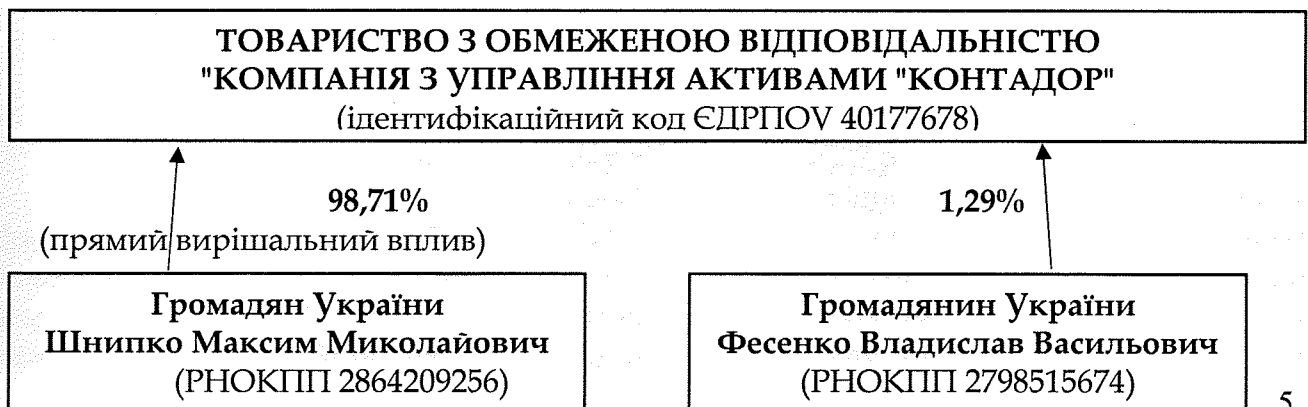 ТОВАРИСТВО З ОБМЕЖЕНОЮ ВІДПОВІДАЛЬНІСТЮ
"КОМПАНІЯ З УПРАВЛІННЯ АКТИВАМИ "КОНТАДОР"
(ідентифікаційний код ЄДРПОV 40177678)
98,71%
(прямий вирішальний вплив)
1,29%
Громадян України
Шнипко Максим Миколайович
(РНОКПП 2864209256)
Громадянин України
Фесенко Владислав Васильович
(РНОКПП 2798515674)
5